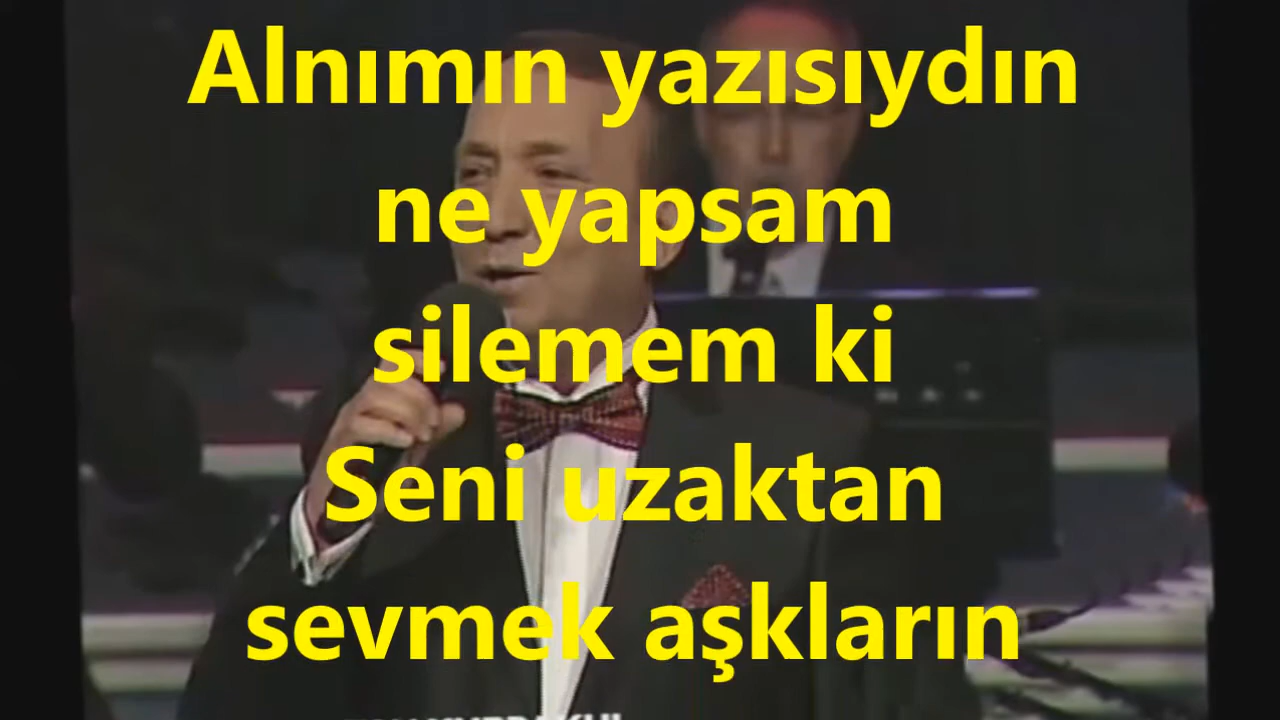 Alnımın yazısıydın
ne yapsam
silemem ki
Seni uzaktan
sevmek aşkların